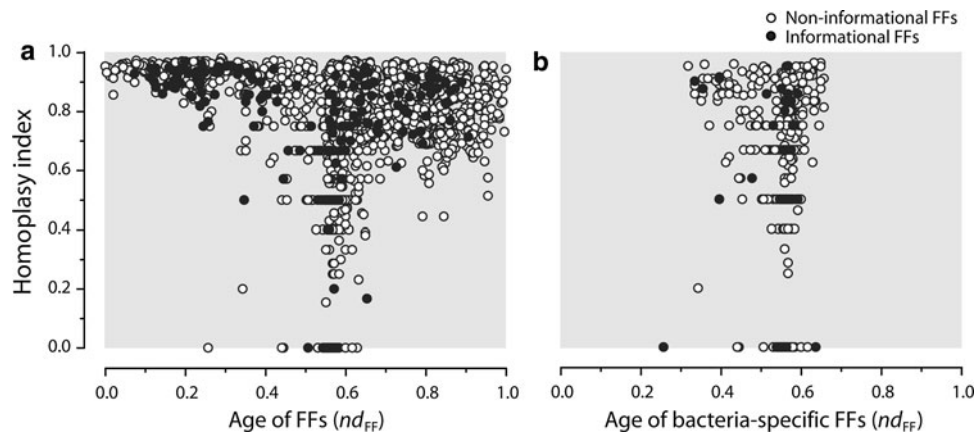 Non-informational FFs
Informational FFs
a
b
Homoplasy index
1.0
0.8
0.6
0.4
0.2
0.0
0.0 0.2 0.4 0.6 0.8 1.0
0.0 0.2 0.4 0.6 0.8 1.0
Age of FFs (nd_FF)
Age of bacteria-specific FFs (nd_FF)